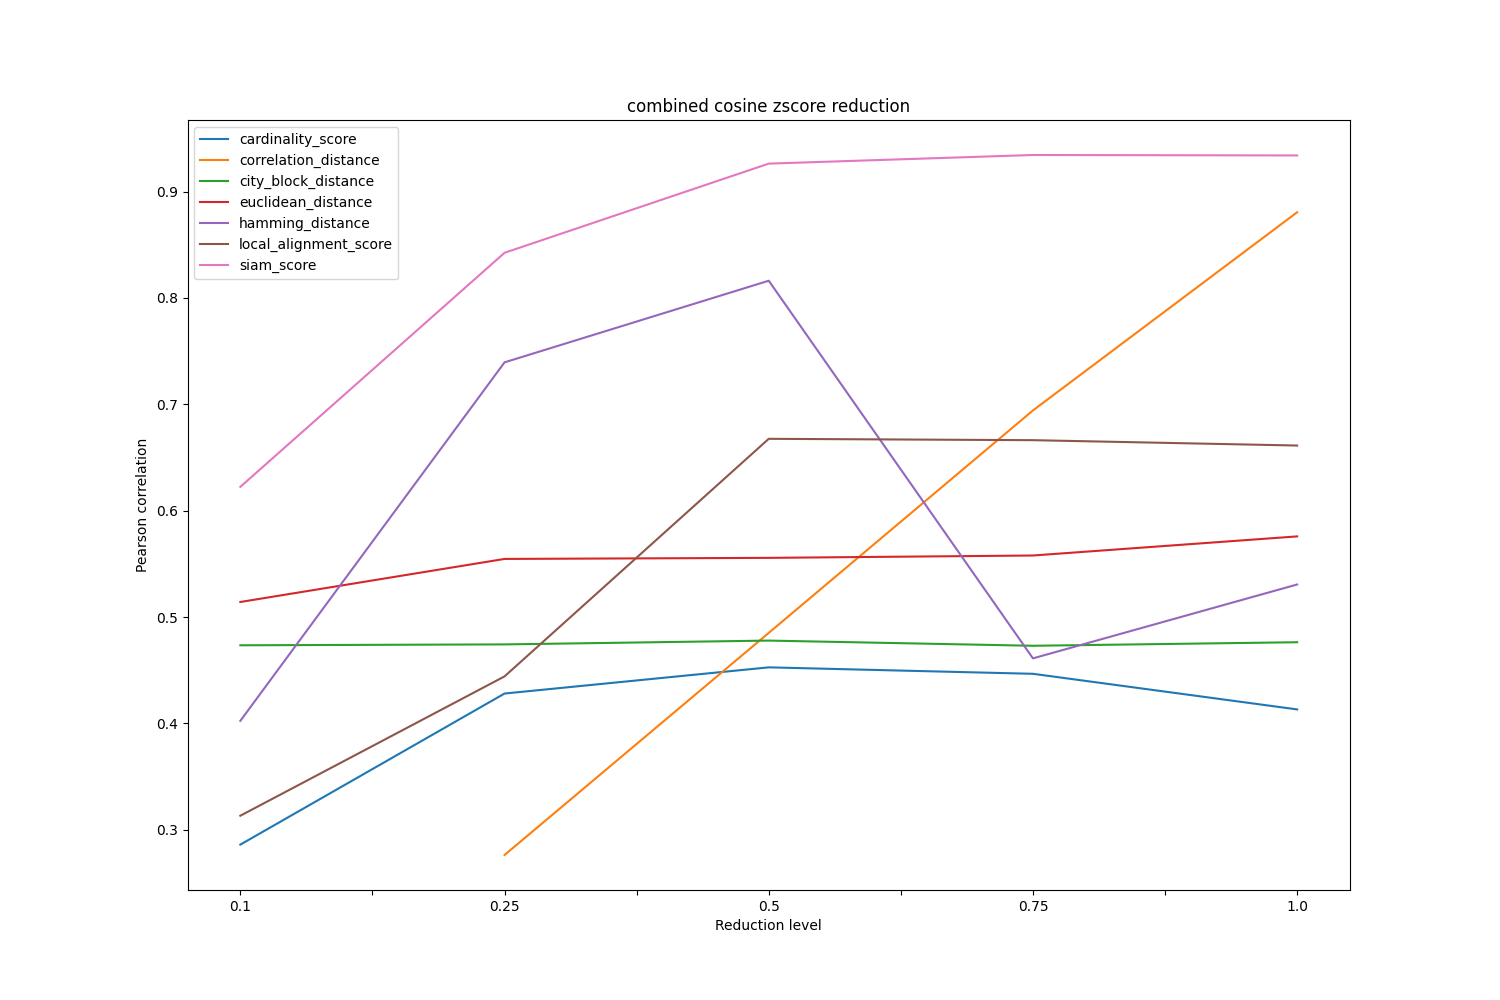 combined cosine zscore reduction
cardinality_score
correlation_distance
city_block_distance
euclidean_distance
hamming_distance
local_alignment_score
siam_score
0.9
0.8
0.7
0.6
0.5
0.4
0.3
Pearson correlation
0.1 0.25 0.5 0.75 1.0
Reduction level